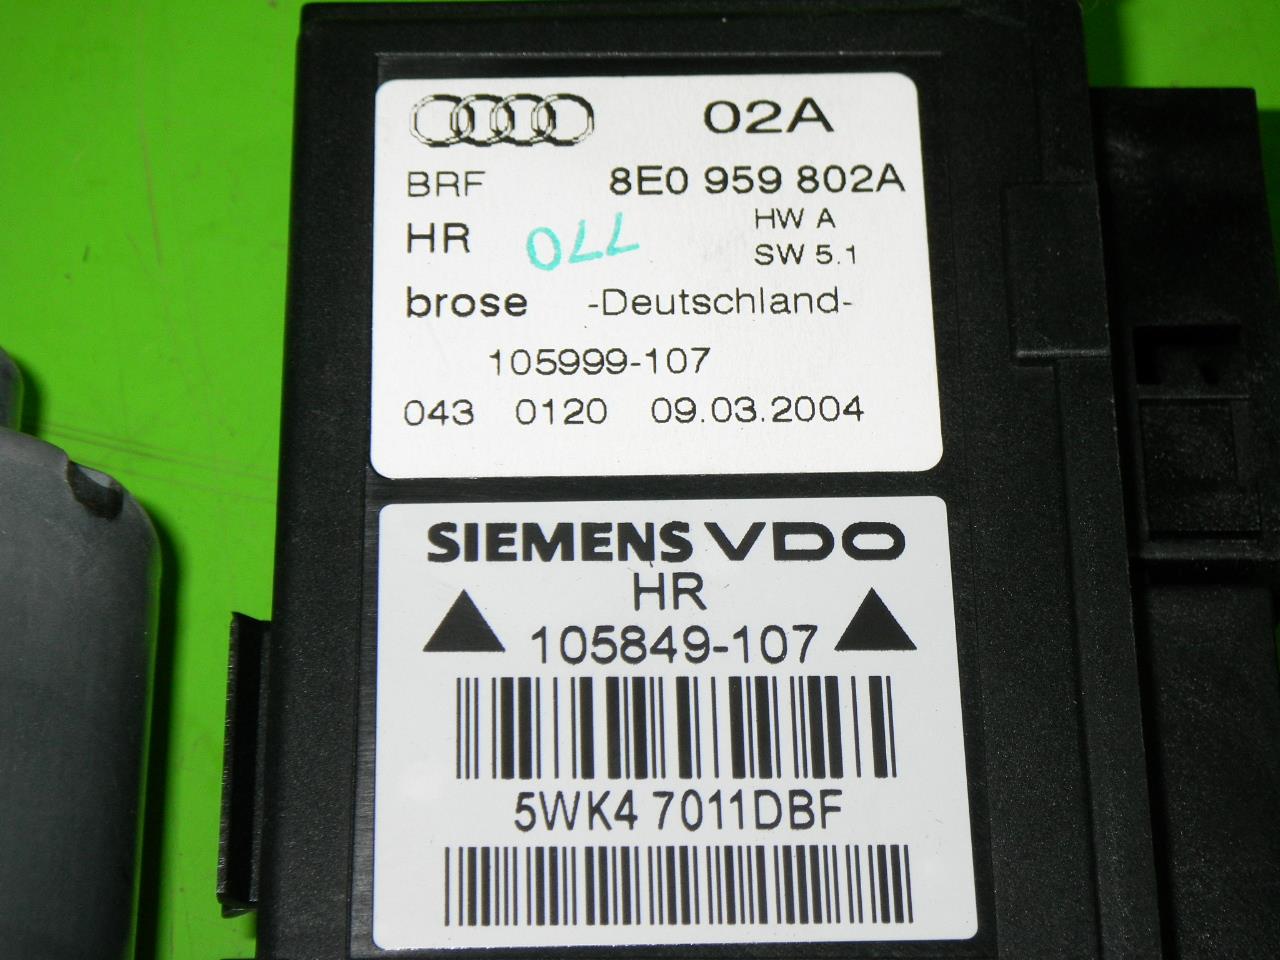 02A
BRF 8E0 959 802A
HR HW A
SW 5.1
brose -Deutschland-
105999-107
043 0120 09.03.2004
SIEMENS VDO
HR
105849-107
5WK4 7011DBF